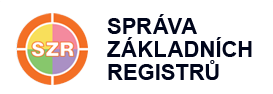 SZR
SPRÁVA
ZÁKLADNÍCH
REGISTRŮ